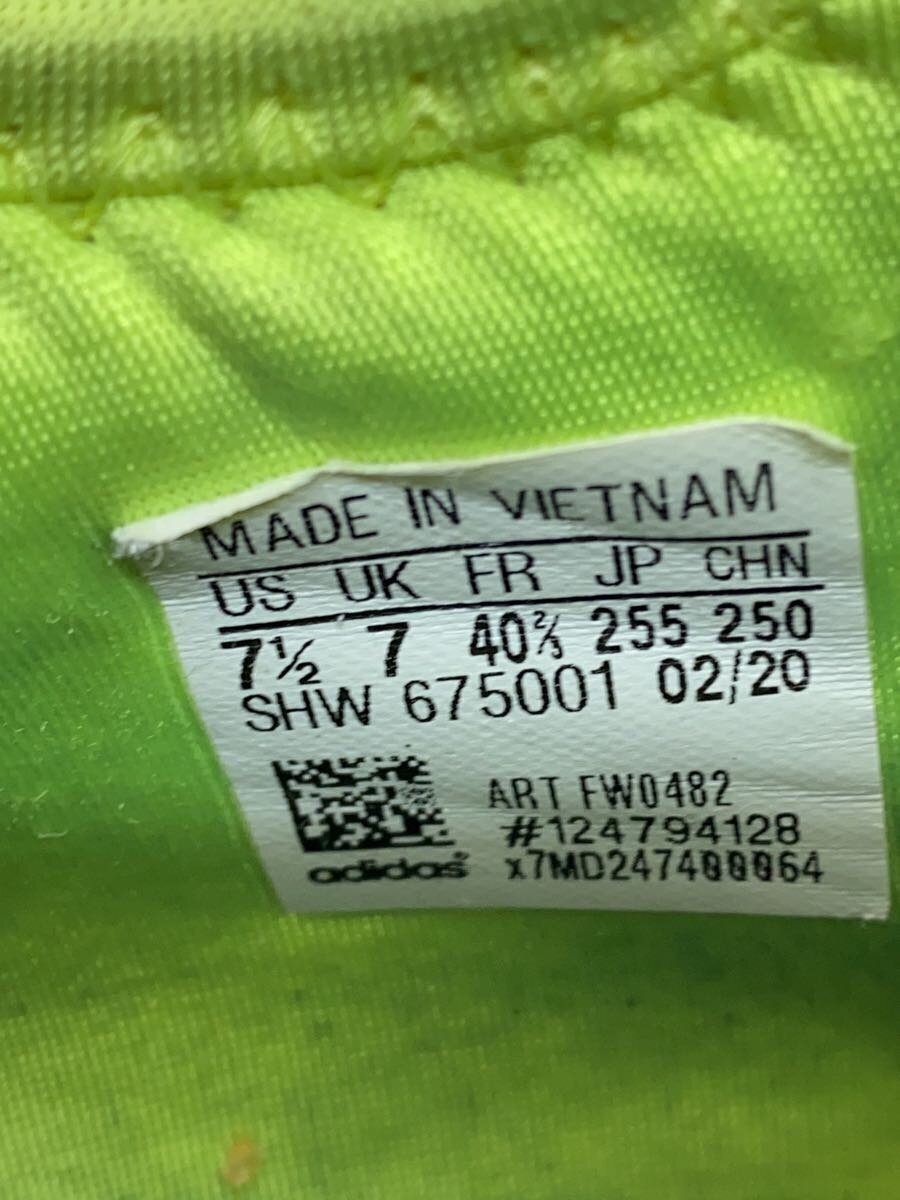 MADE IN VIETNAM
US UK FR JP CHN
7½ 7 40⅔ 255 250
SHW 675001 02/20
ART FW0482
#124794128
adidas x7MD247400064